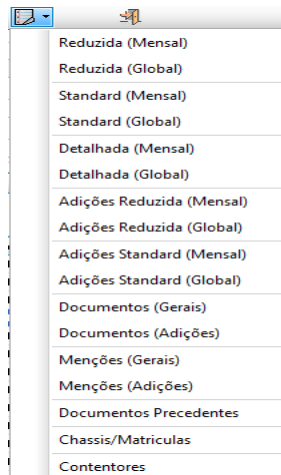 Reduzida (Mensal)
Reduzida (Global)
Standard (Mensal)
Standard (Global)
Detalhada (Mensal)
Detalhada (Global)
Adições Reduzida (Mensal)
Adições Reduzida (Global)
Adições Standard (Mensal)
Adições Standard (Global)
Documentos (Gerais)
Documentos (Adições)
Menções (Gerais)
Menções (Adições)
Documentos Precedentes
Chassis/Matriculas
Contentores